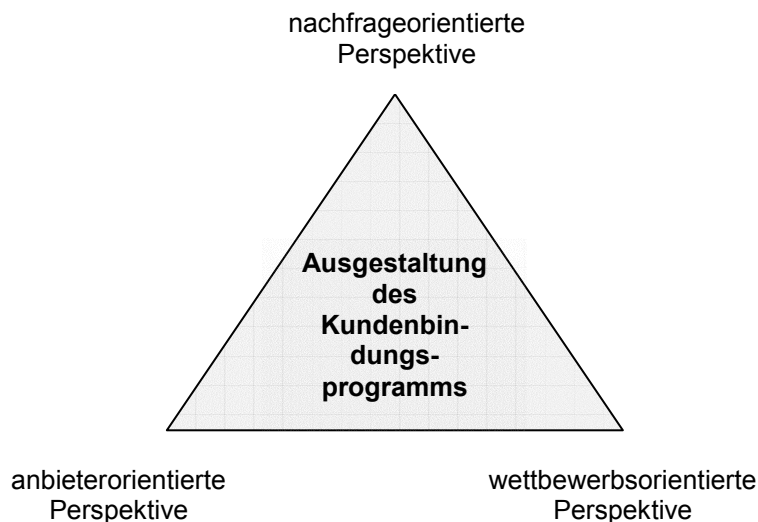 nachfrageorientierte
Perspektive
Ausgestaltung
des
Kundenbin-
dungs-
programms
anbieterorientierte
Perspektive
wettbewerbsorientierte
Perspektive